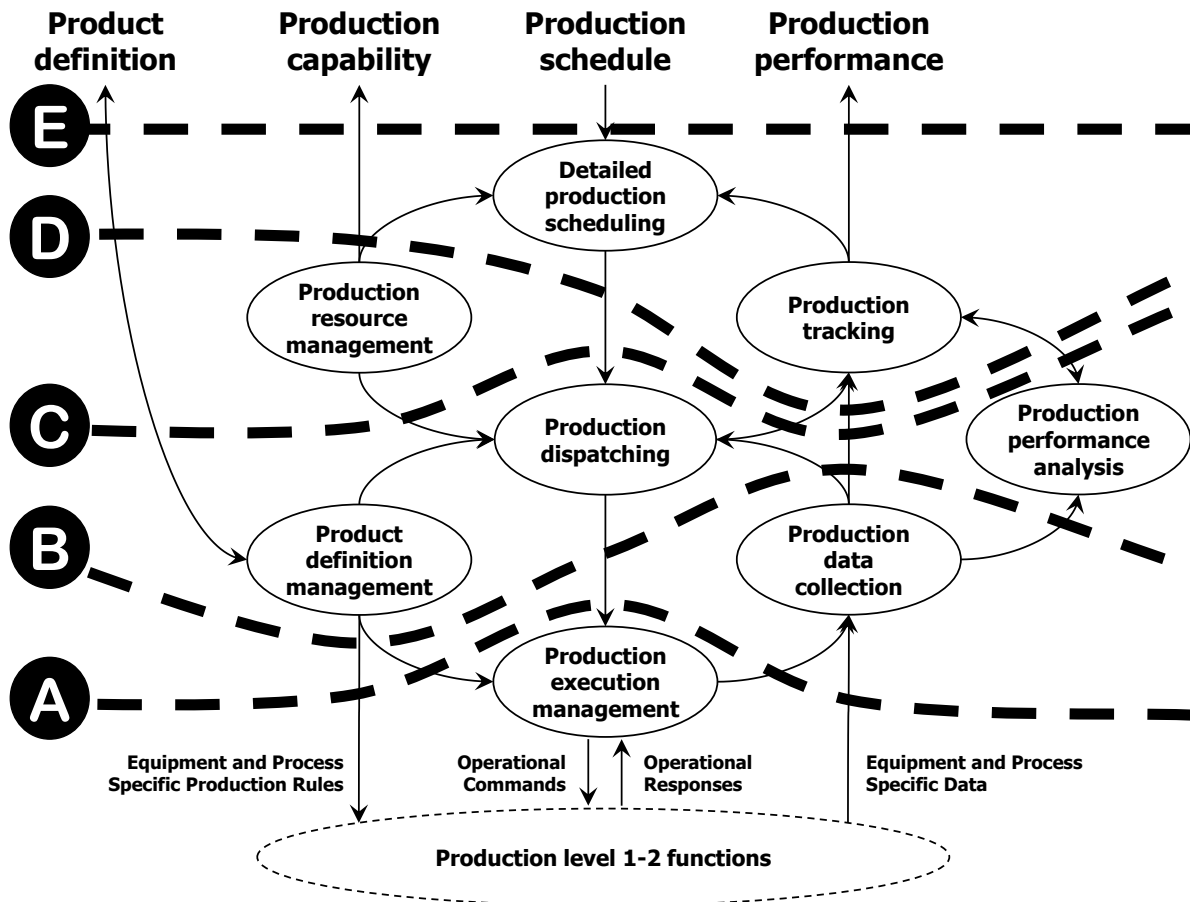 Product
definition
Production
capability
Production
schedule
Production
performance
E
Detailed
production
scheduling
D
Production
resource
management
Production
tracking
C
Production
dispatching
Production
performance
analysis
B
Product
definition
management
Production
data
collection
A
Production
execution
management
Equipment and Process
Specific Production Rules
Operational
Commands
Operational
Responses
Equipment and Process
Specific Data
Production level 1-2 functions